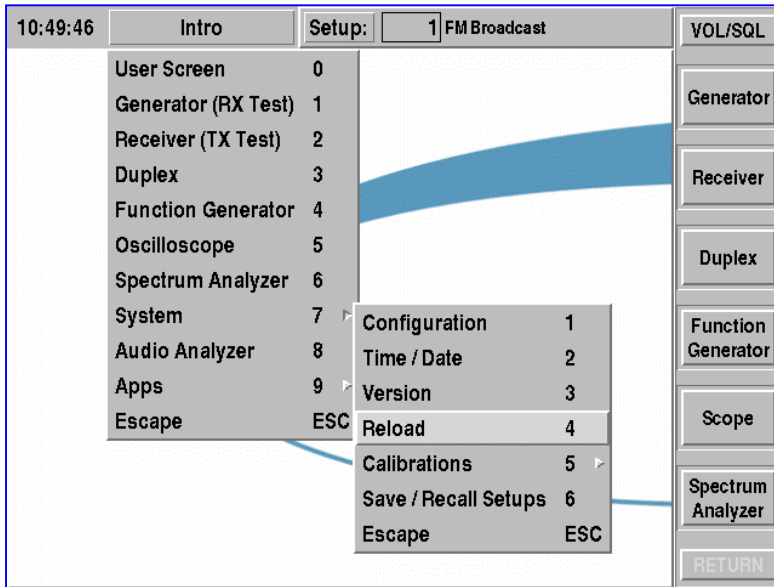 10:49:46 Intro Setup: 1 FM Broadcast
User Screen 0
Generator (RX Test) 1
Receiver (TX Test) 2
Duplex 3
Function Generator 4
Oscilloscope 5
Spectrum Analyzer 6
System 7
Audio Analyzer 8
Apps 9
Escape ESC
Configuration 1
Time / Date 2
Version 3
Reload 4
Calibrations 5
Save / Recall Setups 6
Escape ESC
VOL/SQL
Generator
Receiver
Duplex
Function
Generator
Scope
Spectrum
Analyzer
RETURN